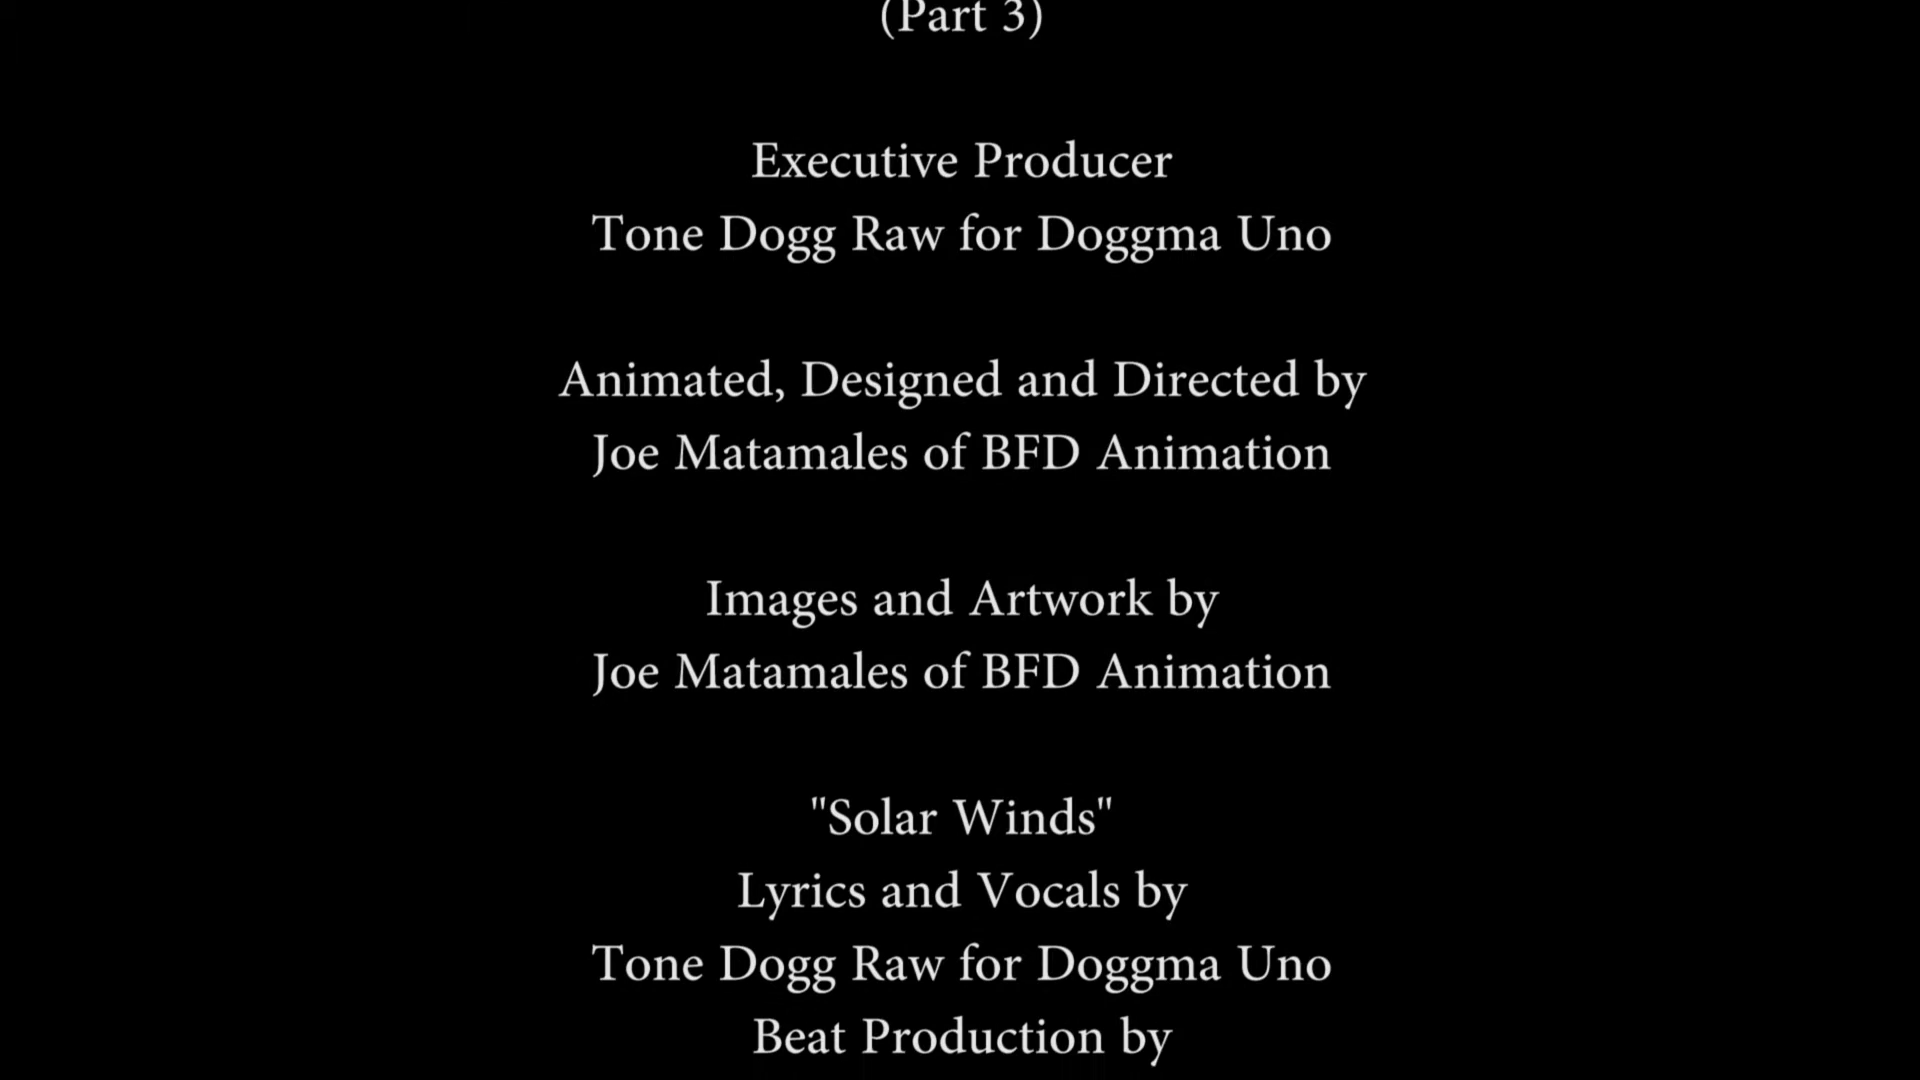 (Part 3)
Executive Producer
Tone Dogg Raw for Doggma Uno
Animated, Designed and Directed by
Joe Matamales of BFD Animation
Images and Artwork by
Joe Matamales of BFD Animation
"Solar Winds"
Lyrics and Vocals by
Tone Dogg Raw for Doggma Uno
Beat Production by